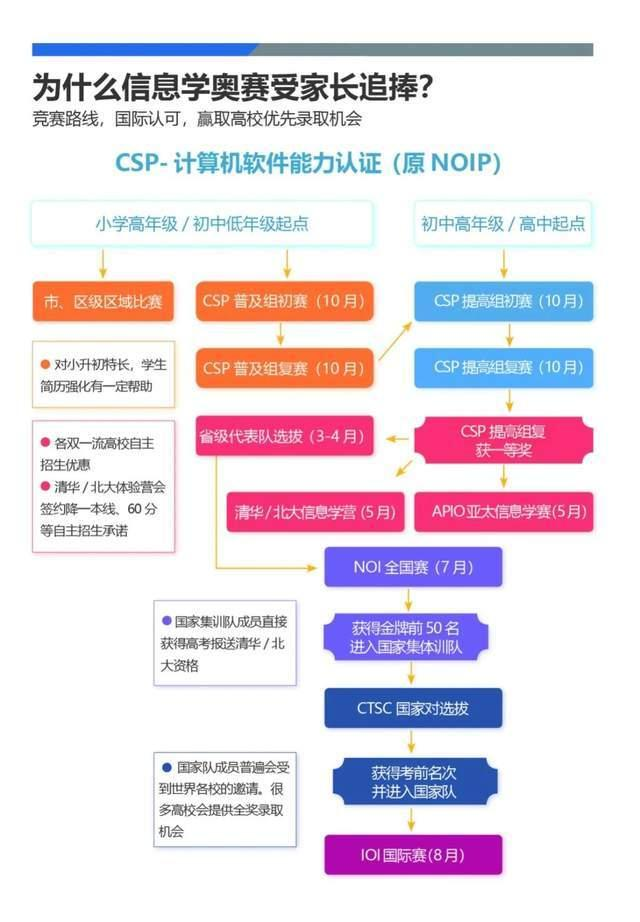 为什么信息学奥赛受家长追捧？
竞赛路线，国际认可，赢取高校优先录取机会
CSP-计算机软件能力认证（原 NOIP）
小学高年级 / 初中低年级起点
初中高年级 / 高中起点
市、区级区域比赛
CSP 普及组初赛（10 月）
CSP 提高组初赛（10 月）
● 对小升初特长，学生
简历强化有一定帮助
CSP 普及组复赛（10 月）
CSP 提高组复赛（10 月）
● 各双一流高校自主
招生优惠
● 清华 / 北大体验营会
签约降一本线、60 分
等自主招生承诺
省级代表队选拔（3-4 月）
CSP 提高组复
获一等奖
清华 / 北大信息学营（5 月）
APIO 亚太信息学赛(5 月)
NOI 全国赛（7 月）
● 国家集训队成员直接
获得高考报送清华 / 北
大资格
获得金牌前 50 名
进入国家集体训队
CTSC 国家对选拔
● 国家队成员普遍会受
到世界各校的邀请。很
多高校会提供全奖录取
机会
获得考前名次
并进入国家队
IOI 国际赛(8 月）